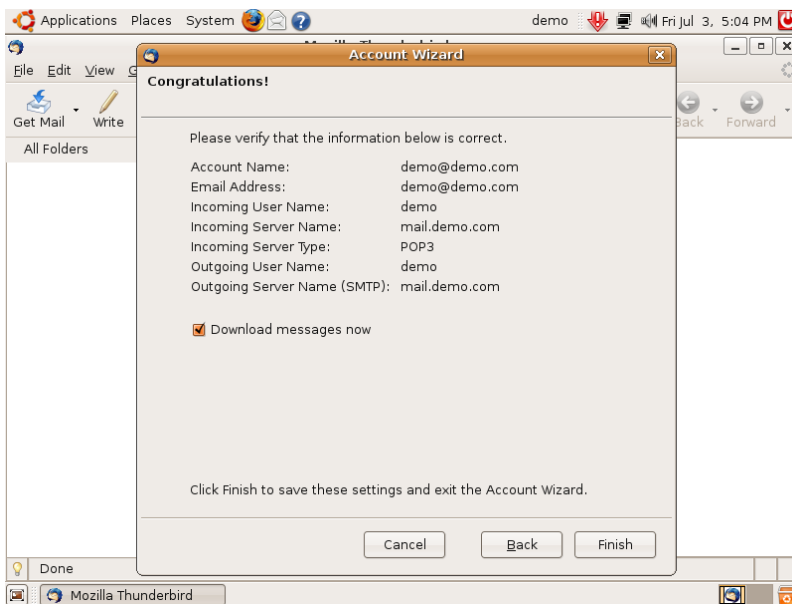 Applications Places System demo Fri Jul 3, 5:04 PM
Account Wizard
File Edit View
Congratulations!
Get Mail Write Back Forward
All Folders
Please verify that the information below is correct.
Account Name: demo@demo.com
Email Address: demo@demo.com
Incoming User Name: demo
Incoming Server Name: mail.demo.com
Incoming Server Type: POP3
Outgoing User Name: demo
Outgoing Server Name (SMTP): mail.demo.com
Download messages now
Click Finish to save these settings and exit the Account Wizard.
Cancel Back Finish
Done
Mozilla Thunderbird